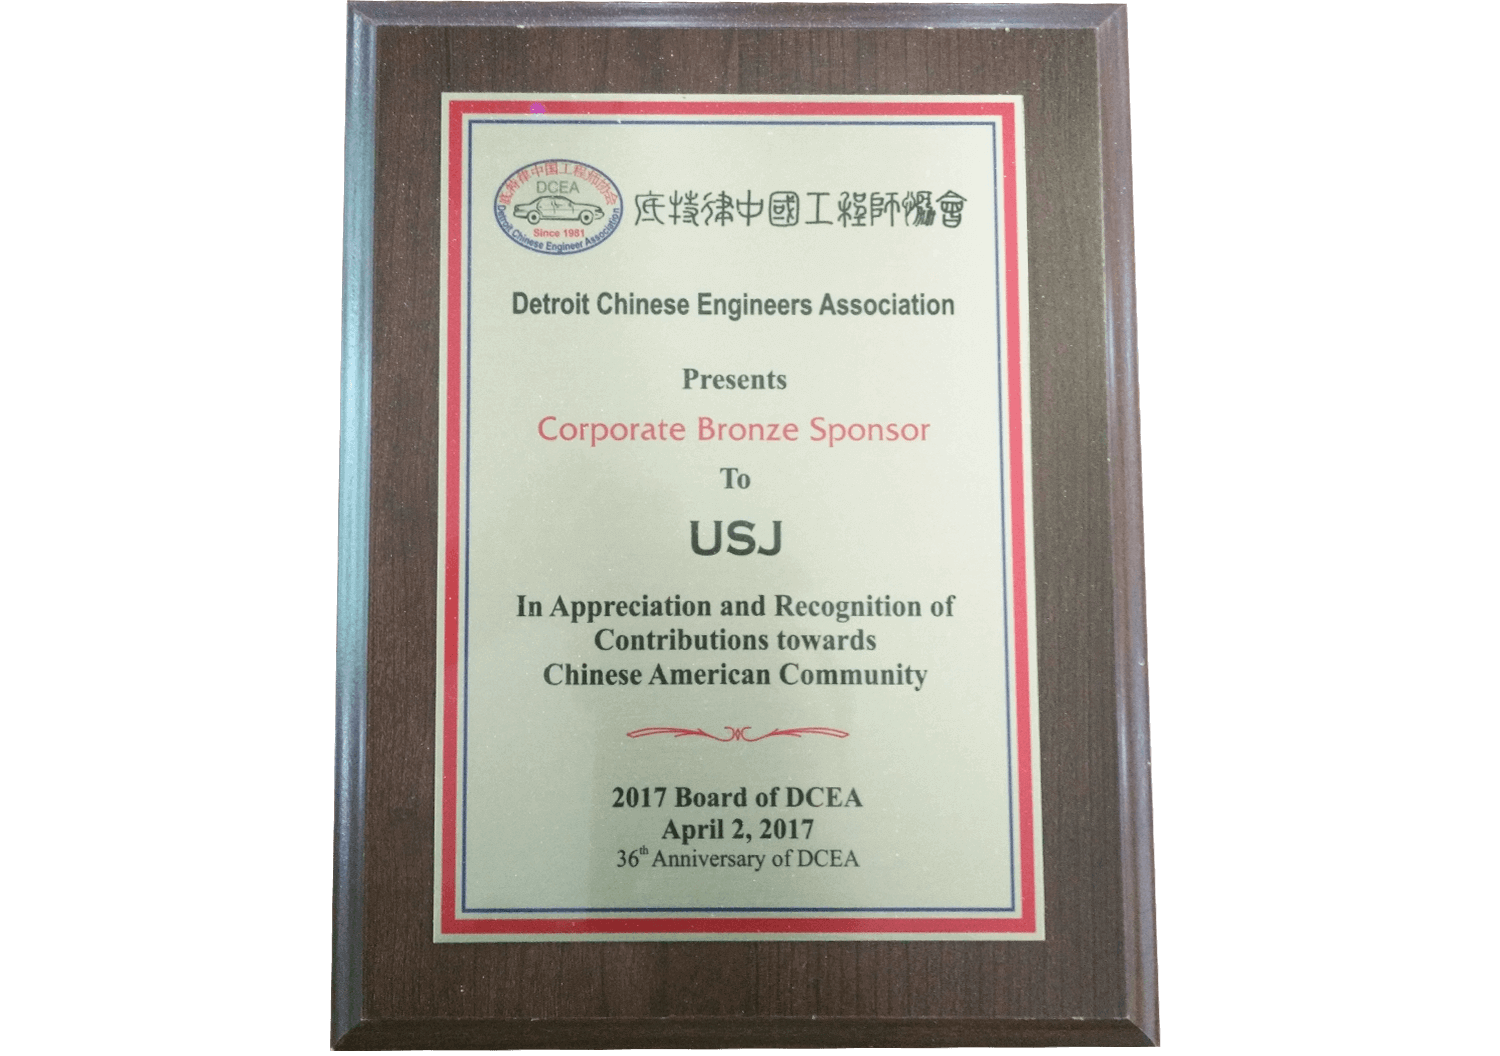 底特律中国工程师协会
DCEA
Since 1981
Detroit Chinese Engineer Association
底特律中國工程師協會
Detroit Chinese Engineers Association
Presents
Corporate Bronze Sponsor
To
USJ
In Appreciation and Recognition of
Contributions towards
Chinese American Community
2017 Board of DCEA
April 2, 2017
36th Anniversary of DCEA